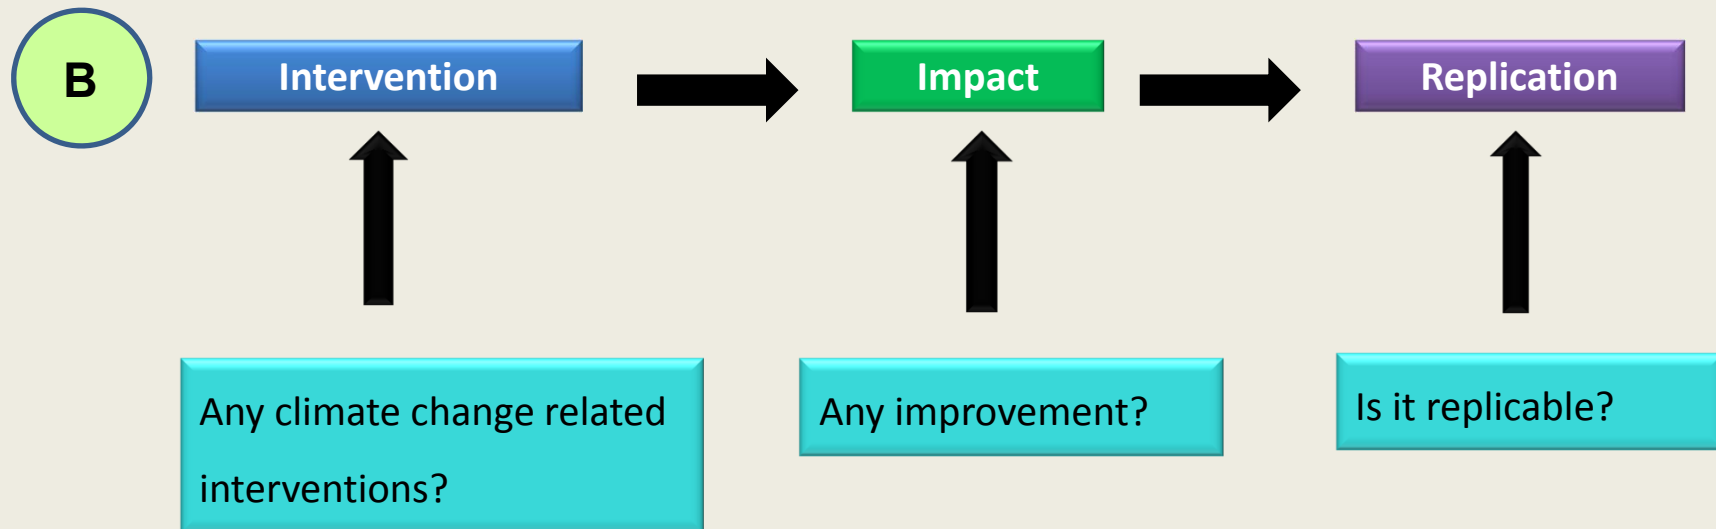 B
Intervention
Impact
Replication
Any climate change related
interventions?
Any improvement?
Is it replicable?